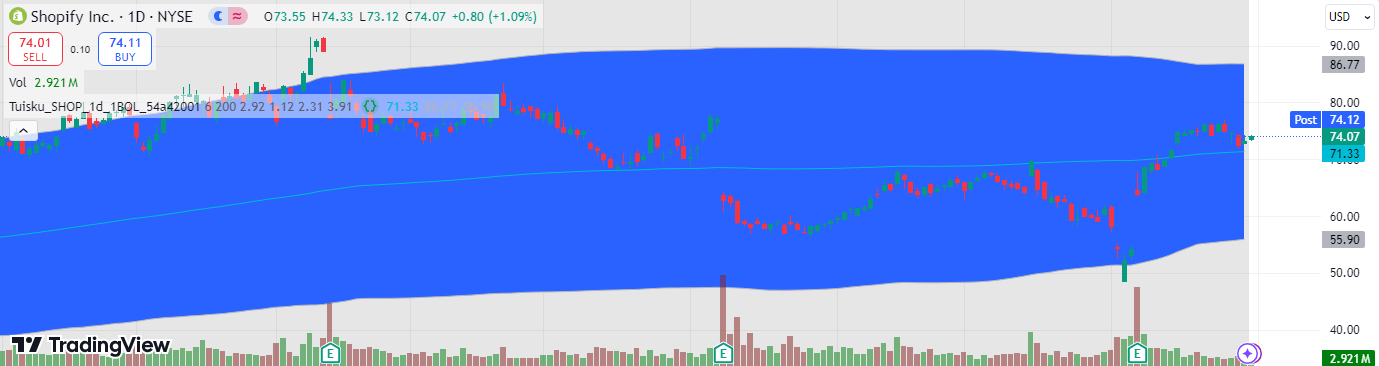 Shopify Inc. · 1D · NYSE O73.55 H74.33 L73.12 C74.07 +0.80 (+1.09%)
USD
74.01
SELL
0.10
74.11
BUY
Vol 2.921M
Tuisku_SHOP|_1d_1BOL_54a42001 6 200 2.92 1.12 2.31 3.91 71.33
90.00
86.77
80.00
Post 74.12
74.07
71.33
60.00
55.90
50.00
40.00
2.921M
TradingView
E
E
E